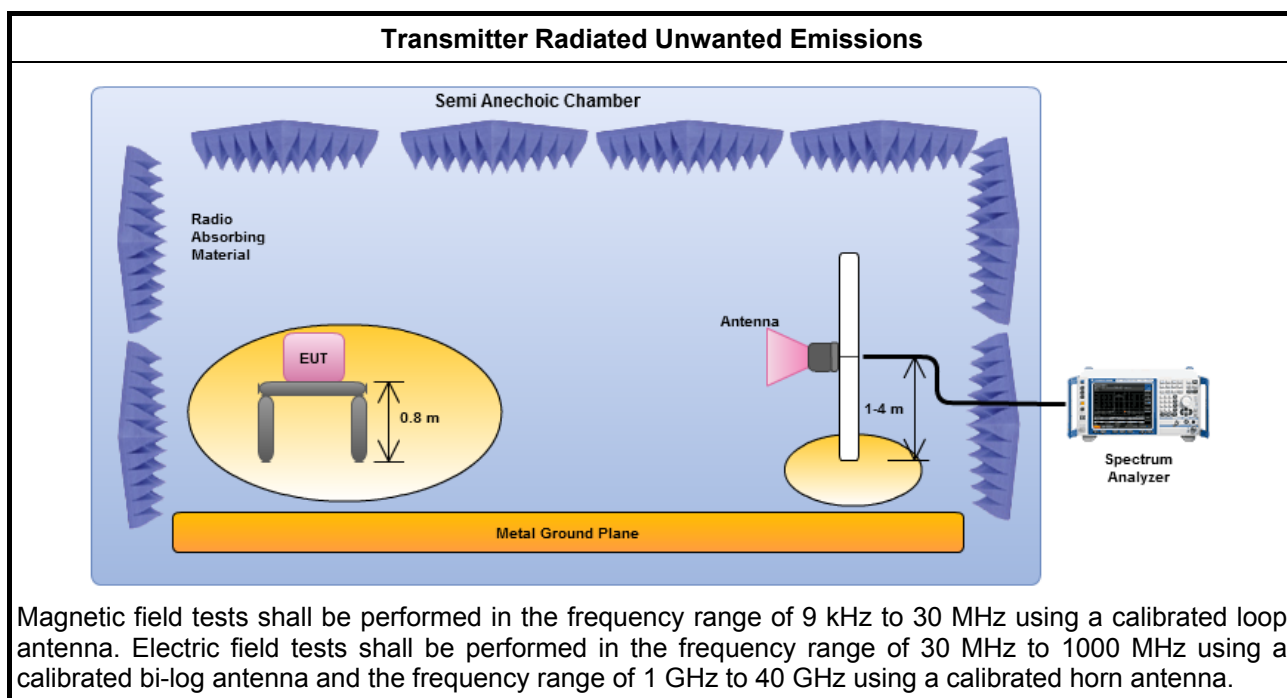 Transmitter Radiated Unwanted Emissions
Semi Anechoic Chamber
Radio
Absorbing
Material
Antenna
EUT
0.8 m
1-4 m
Spectrum
Analyzer
Metal Ground Plane
Magnetic field tests shall be performed in the frequency range of 9 kHz to 30 MHz using a calibrated loop
antenna. Electric field tests shall be performed in the frequency range of 30 MHz to 1000 MHz using a
calibrated bi-log antenna and the frequency range of 1 GHz to 40 GHz using a calibrated horn antenna.